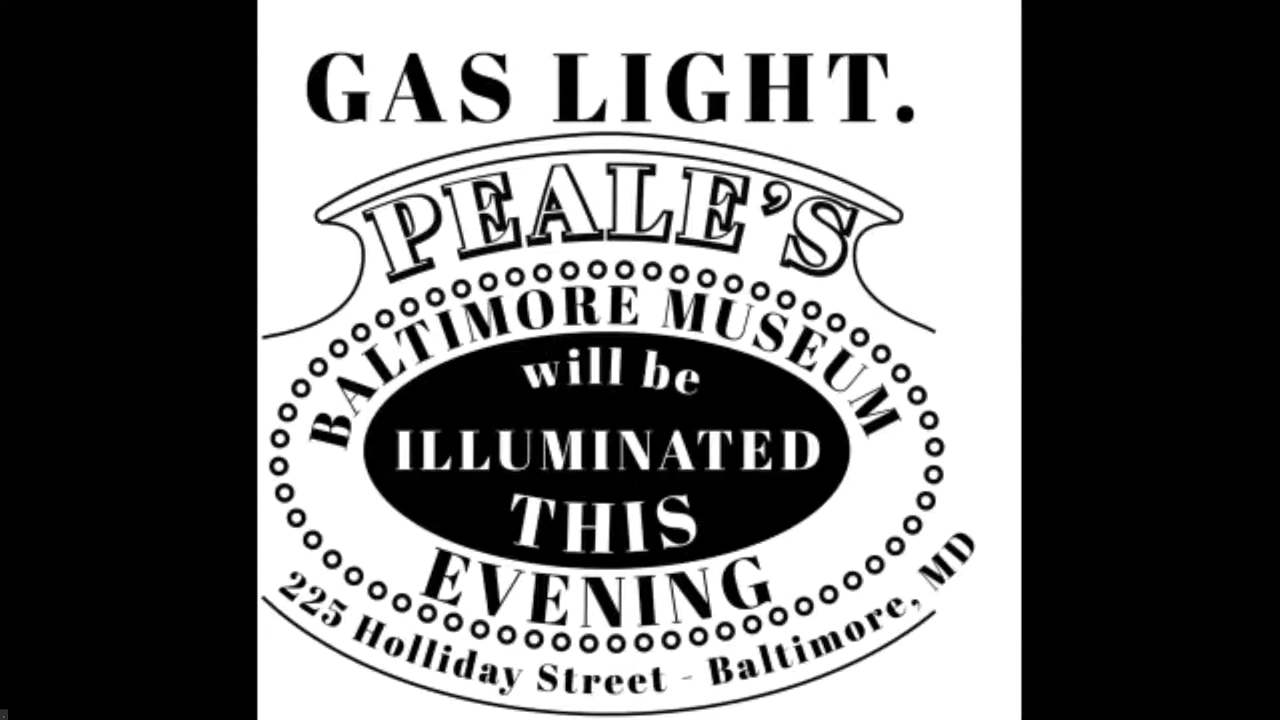 GAS LIGHT.
PEALE'S
BALTIMORE MUSEUM
will be
ILLUMINATED
THIS
EVENING
225 Holliday Street - Baltimore, MD